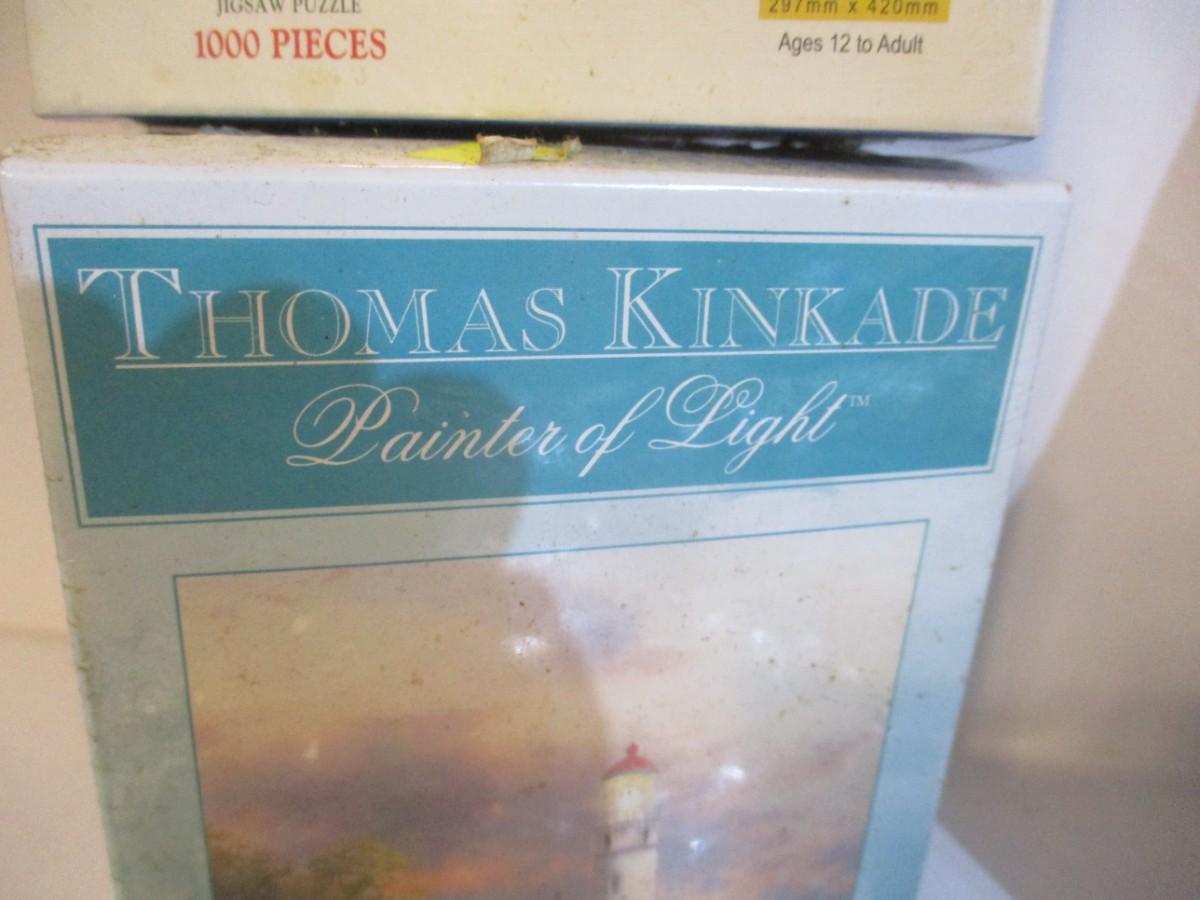 JIGSAW PUZZLE
1000 PIECES
297mm x 420mm
Ages 12 to Adult
THOMAS KINKADE
Painter of Light™